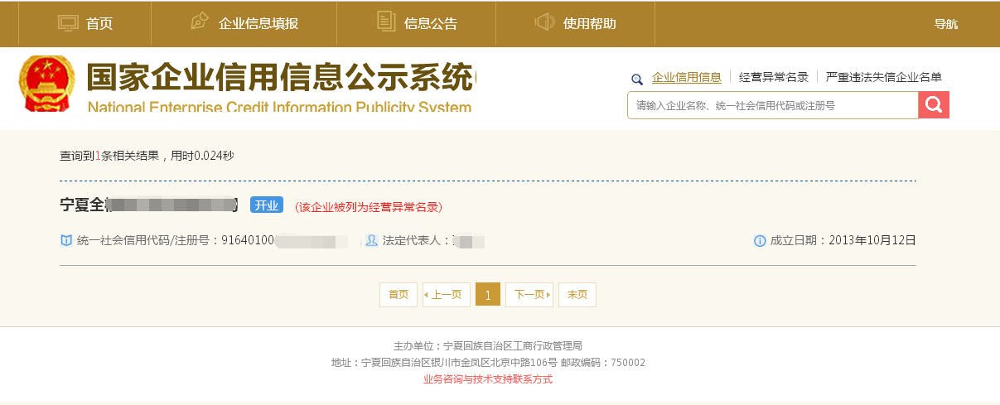 首页 企业信息填报 信息公告 使用帮助 导航
国家企业信用信息公示系统
National Enterprise Credit Information Publicity System
企业信用信息 经营异常名录 严重违法失信企业名单
请输入企业名称、统一社会信用代码或注册号
查询到1条相关结果，用时0.024秒
宁夏全 开业 (该企业被列为经营异常名录)
统一社会信用代码/注册号：91640100 法定代表人： 成立日期：2013年10月12日
首页 上一页 1 下一页 末页
主办单位：宁夏回族自治区工商行政管理局
地址：宁夏回族自治区银川市金凤区北京中路106号 邮政编码：750002
业务咨询与技术支持联系方式